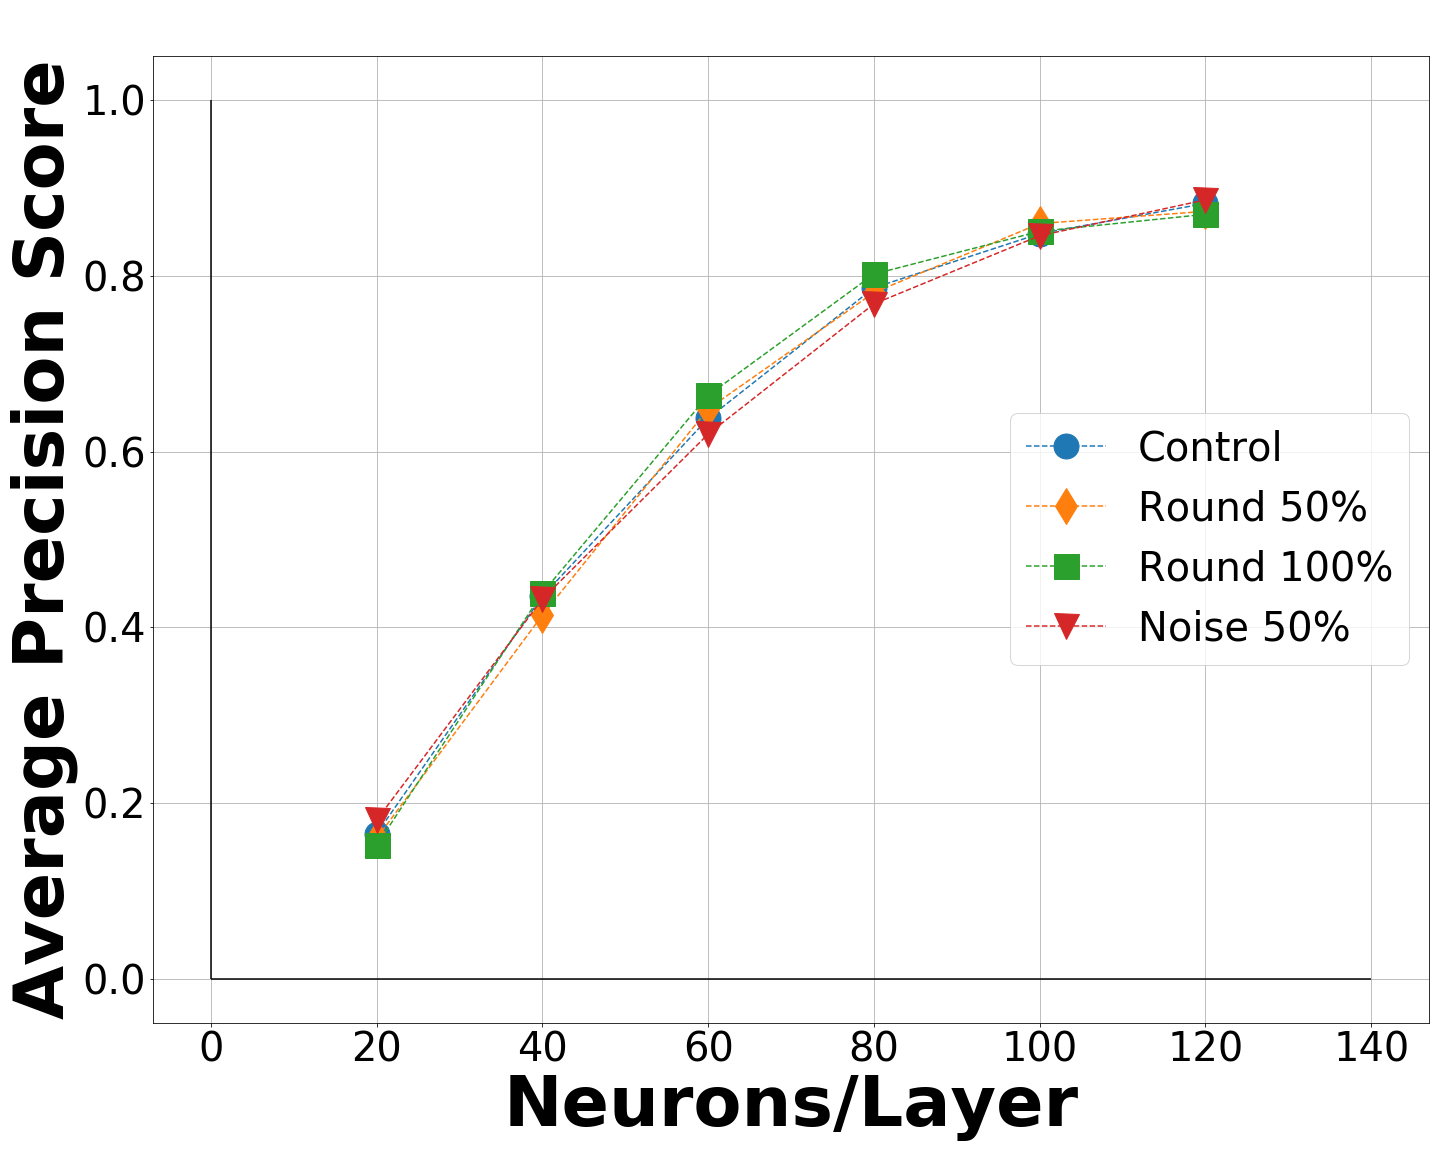 Average Precision Score
1.0
0.8
0.6
0.4
0.2
0.0
0 20 40 60 80 100 120 140
Neurons/Layer
Control
Round 50%
Round 100%
Noise 50%